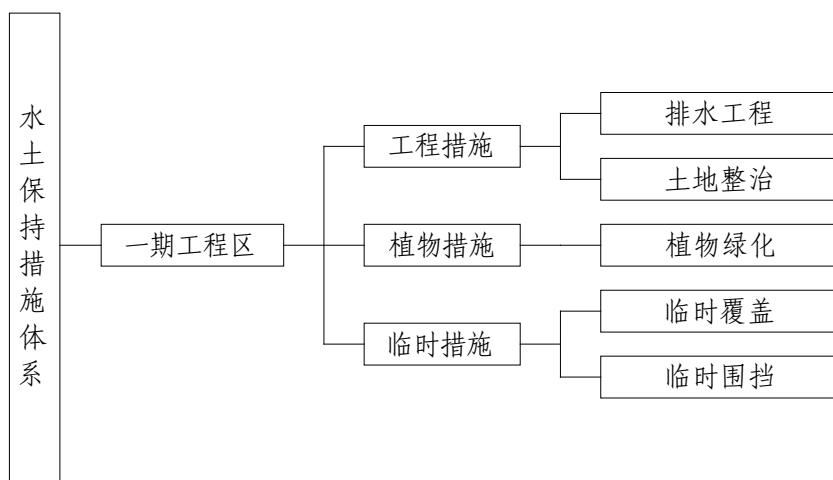 水土保持措施体系
一期工程区
工程措施
排水工程
土地整治
植物措施
植物绿化
临时措施
临时覆盖
临时围挡